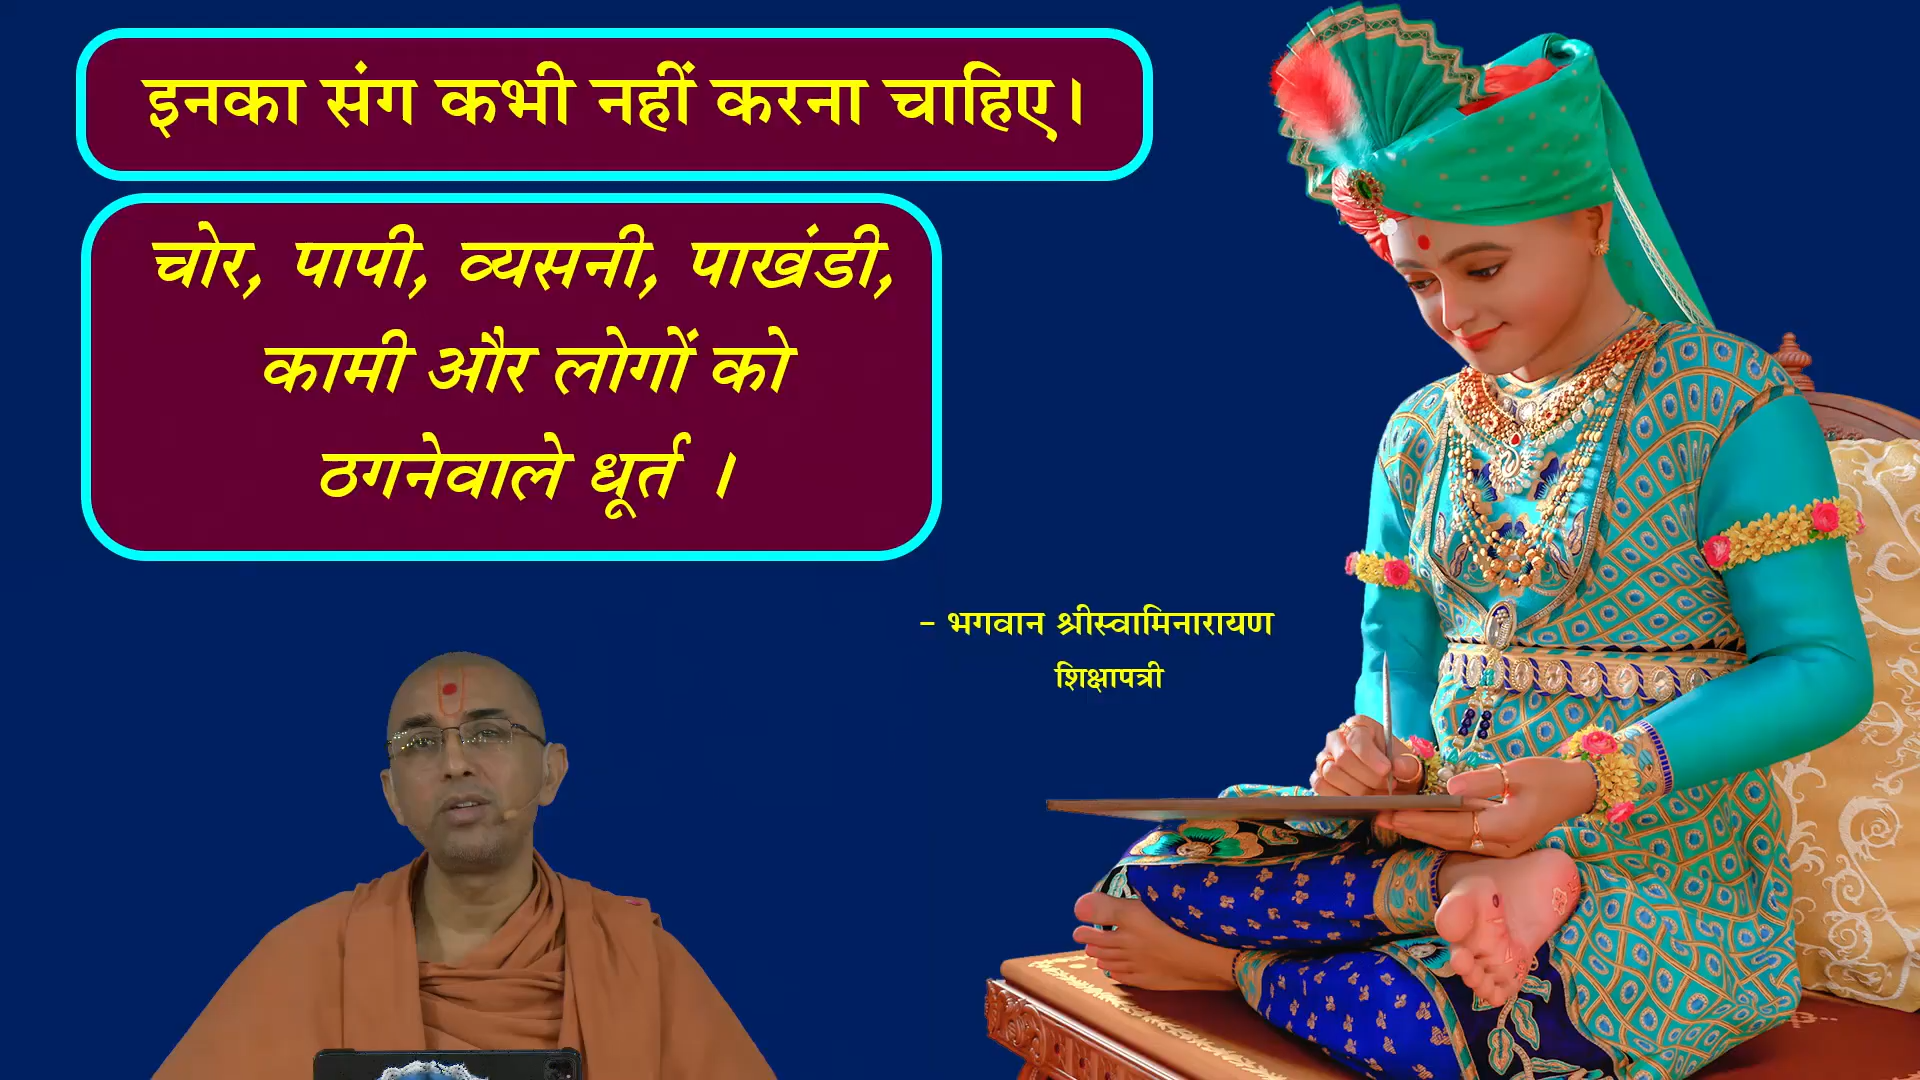 इनका संग कभी नहीं करना चाहिए।
चोर, पापी, व्यसनी, पाखंडी,
कामी और लोगों को
ठगनेवाले धूर्त ।
- भगवान श्रीस्वामिनारायण
शिक्षापत्री